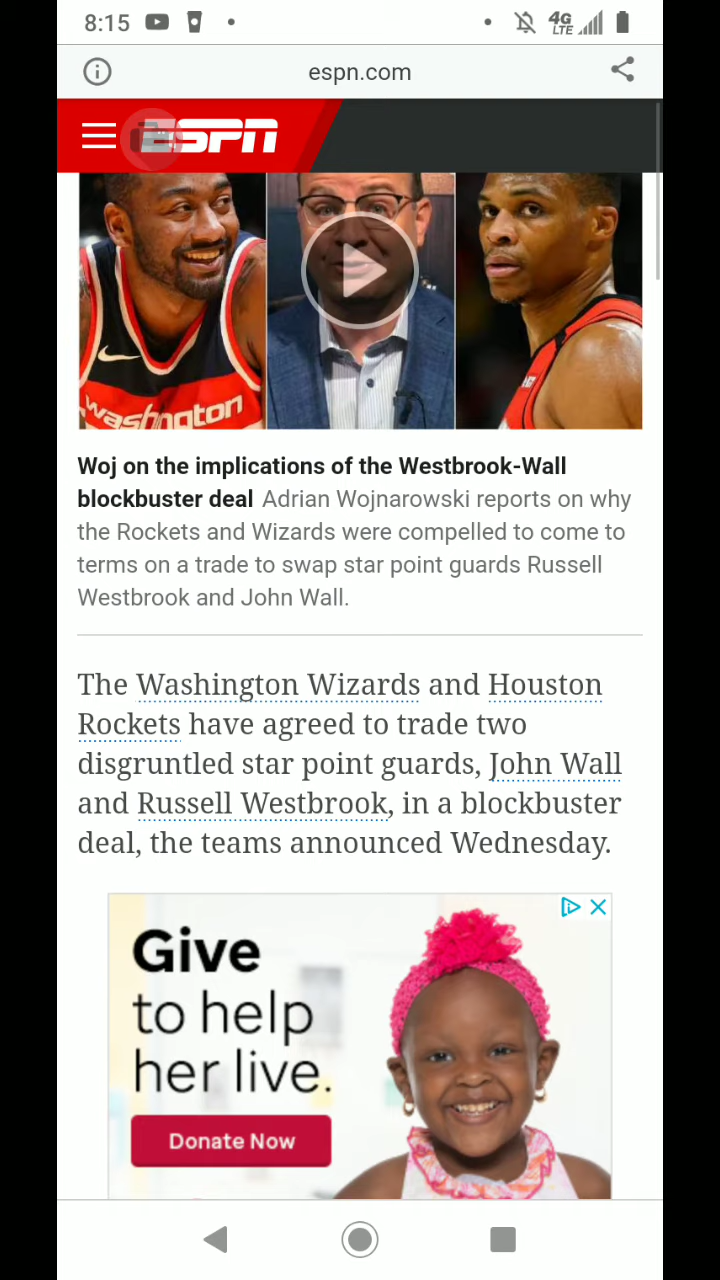 8:15
4G
LTE
espn.com
ESPN
washington
Woj on the implications of the Westbrook-Wall
blockbuster deal Adrian Wojnarowski reports on why
the Rockets and Wizards were compelled to come to
terms on a trade to swap star point guards Russell
Westbrook and John Wall.
The Washington Wizards and Houston
Rockets have agreed to trade two
disgruntled star point guards, John Wall
and Russell Westbrook, in a blockbuster
deal, the teams announced Wednesday.
Give
to help
her live.
Donate Now